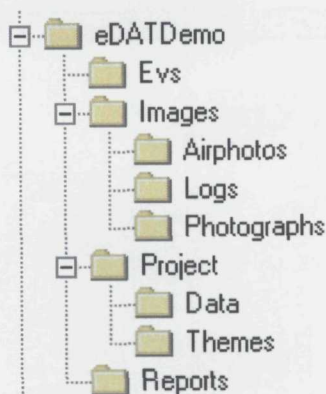 eDATDemo
Evs
Images
Airphotos
Logs
Photographs
Project
Data
Themes
Reports